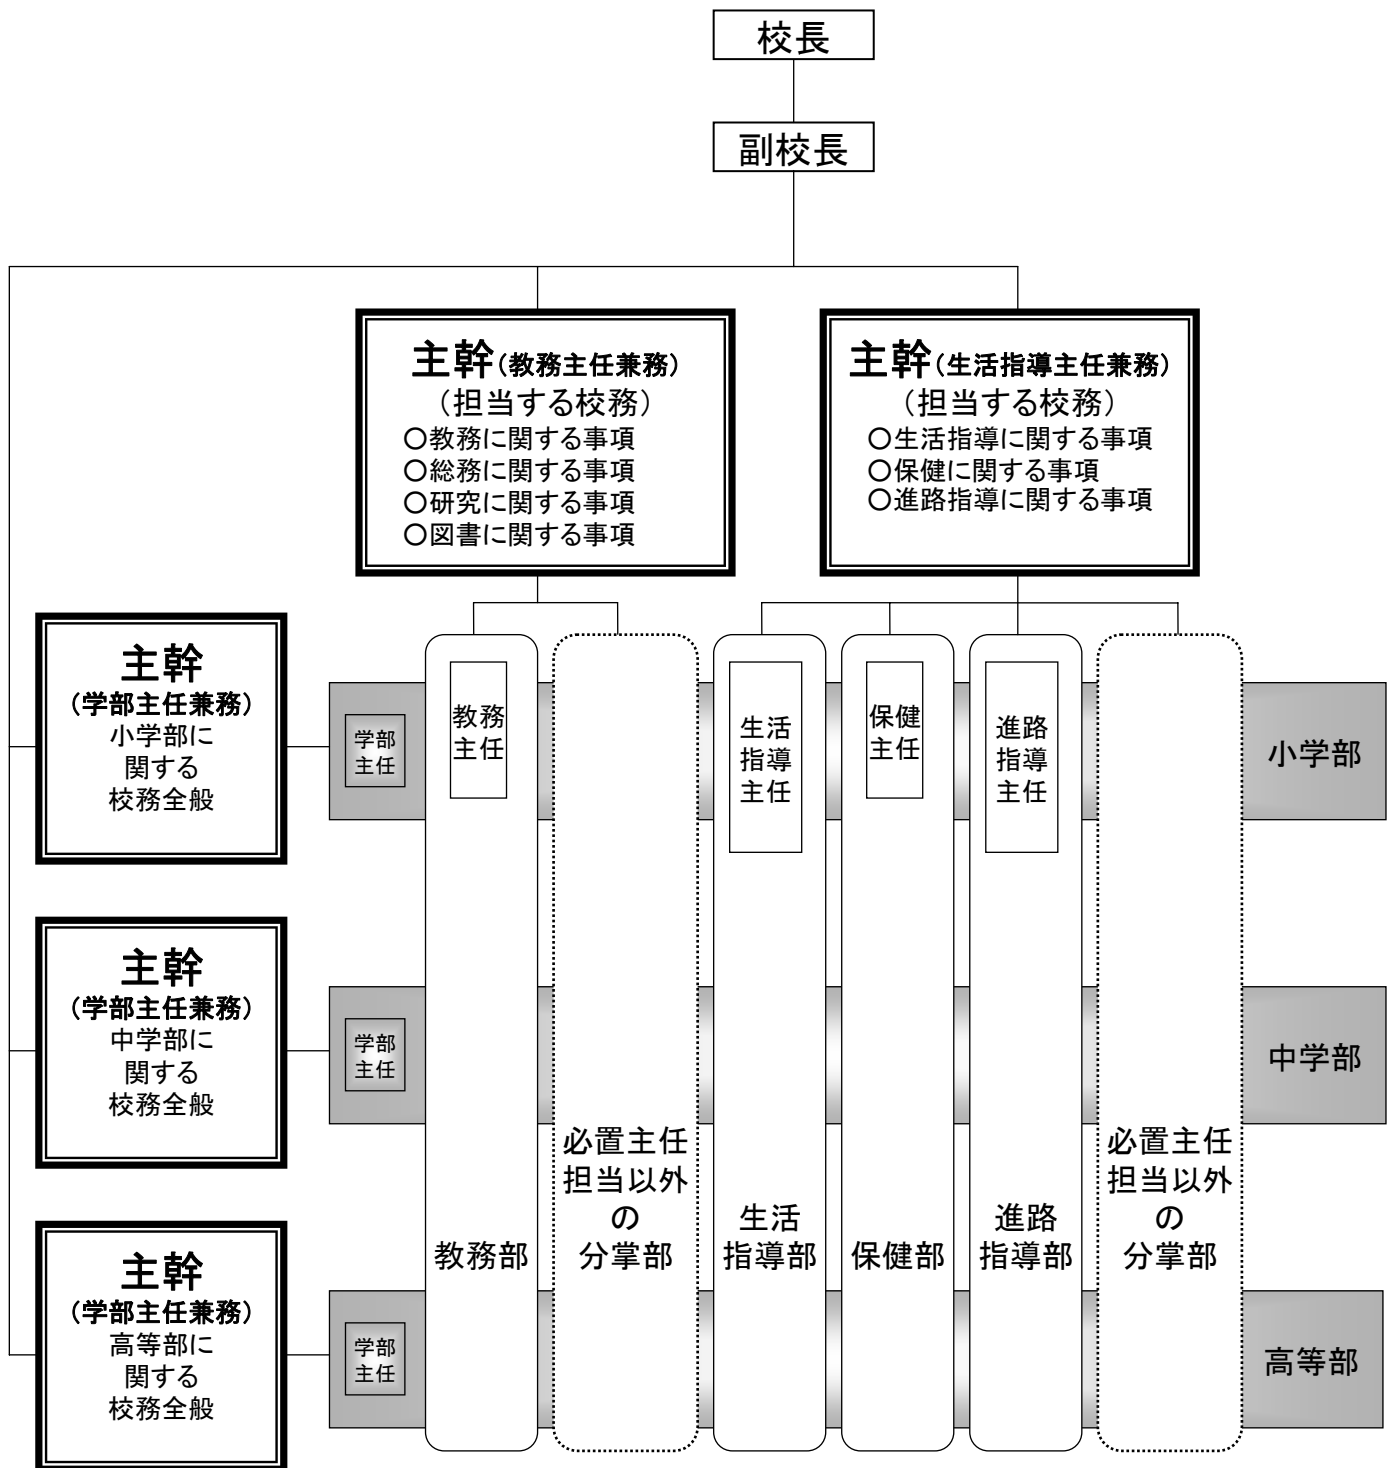 校長
副校長
主幹(教務主任兼務)
(担当する校務)
○教務に関する事項
○総務に関する事項
○研究に関する事項
○図書に関する事項
主幹(生活指導主任兼務)
(担当する校務)
○生活指導に関する事項
○保健に関する事項
○進路指導に関する事項
主幹
(学部主任兼務)
小学部に
関する
校務全般
学部
主任
教務
主任
生活
指導
主任
保健
主任
進路
指導
主任
小学部
主幹
(学部主任兼務)
中学部に
関する
校務全般
学部
主任
中学部
教務部
必置主任
担当以外
の
分掌部
生活
指導部
保健部
進路
指導部
必置主任
担当以外
の
分掌部
主幹
(学部主任兼務)
高等部に
関する
校務全般
学部
主任
高等部